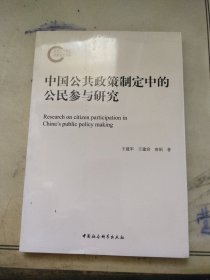 中国公共政策制定中的
公民参与研究
Research on citizen participation in
China's public policy making
中国社会科学出版社